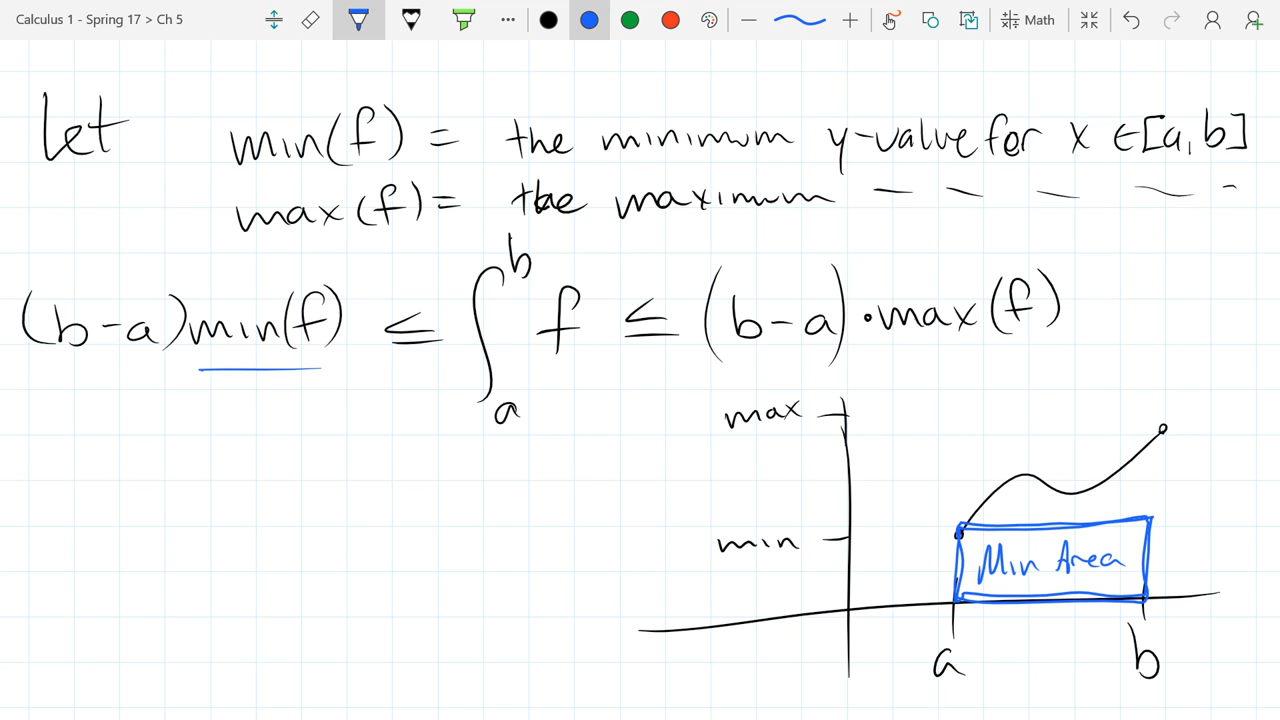 Calculus 1 - Spring 17 > Ch 5
Math
Let min(f) = the minimum y-value for x ∈ [a, b]
max(f) = the maximum — — — — -
(b-a)min(f) ≤ ∫_a^b f ≤ (b-a)·max(f)
max
min
Min Area
a
b